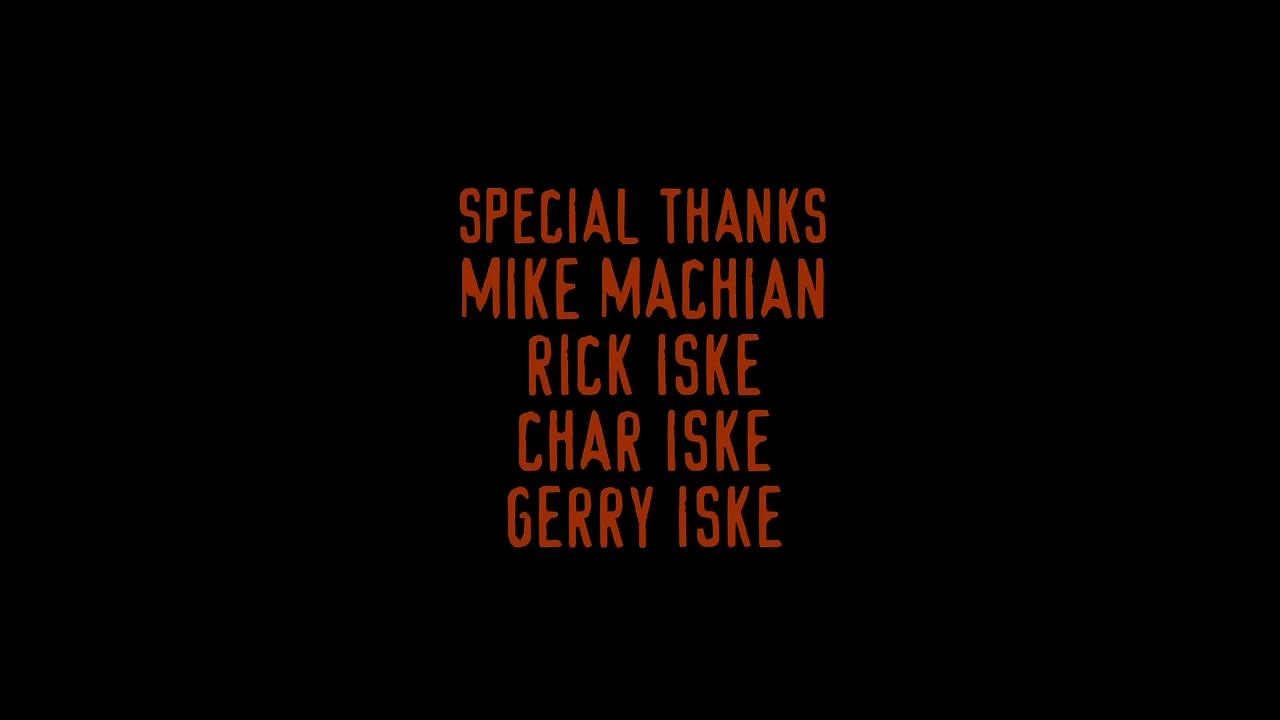 SPECIAL THANKS
MIKE MACHIAN
RICK ISKE
CHAR ISKE
GERRY ISKE